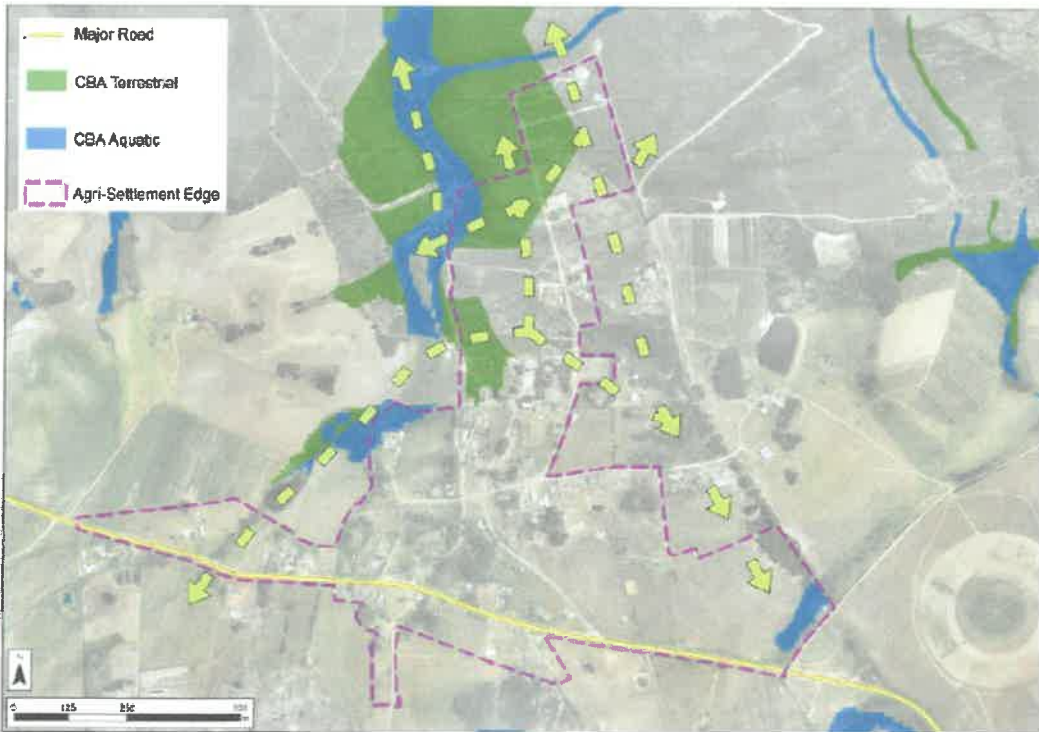 Major Road
CBA Terrestrial
CBA Aquatic
Agri-Settlement Edge
0 125 250